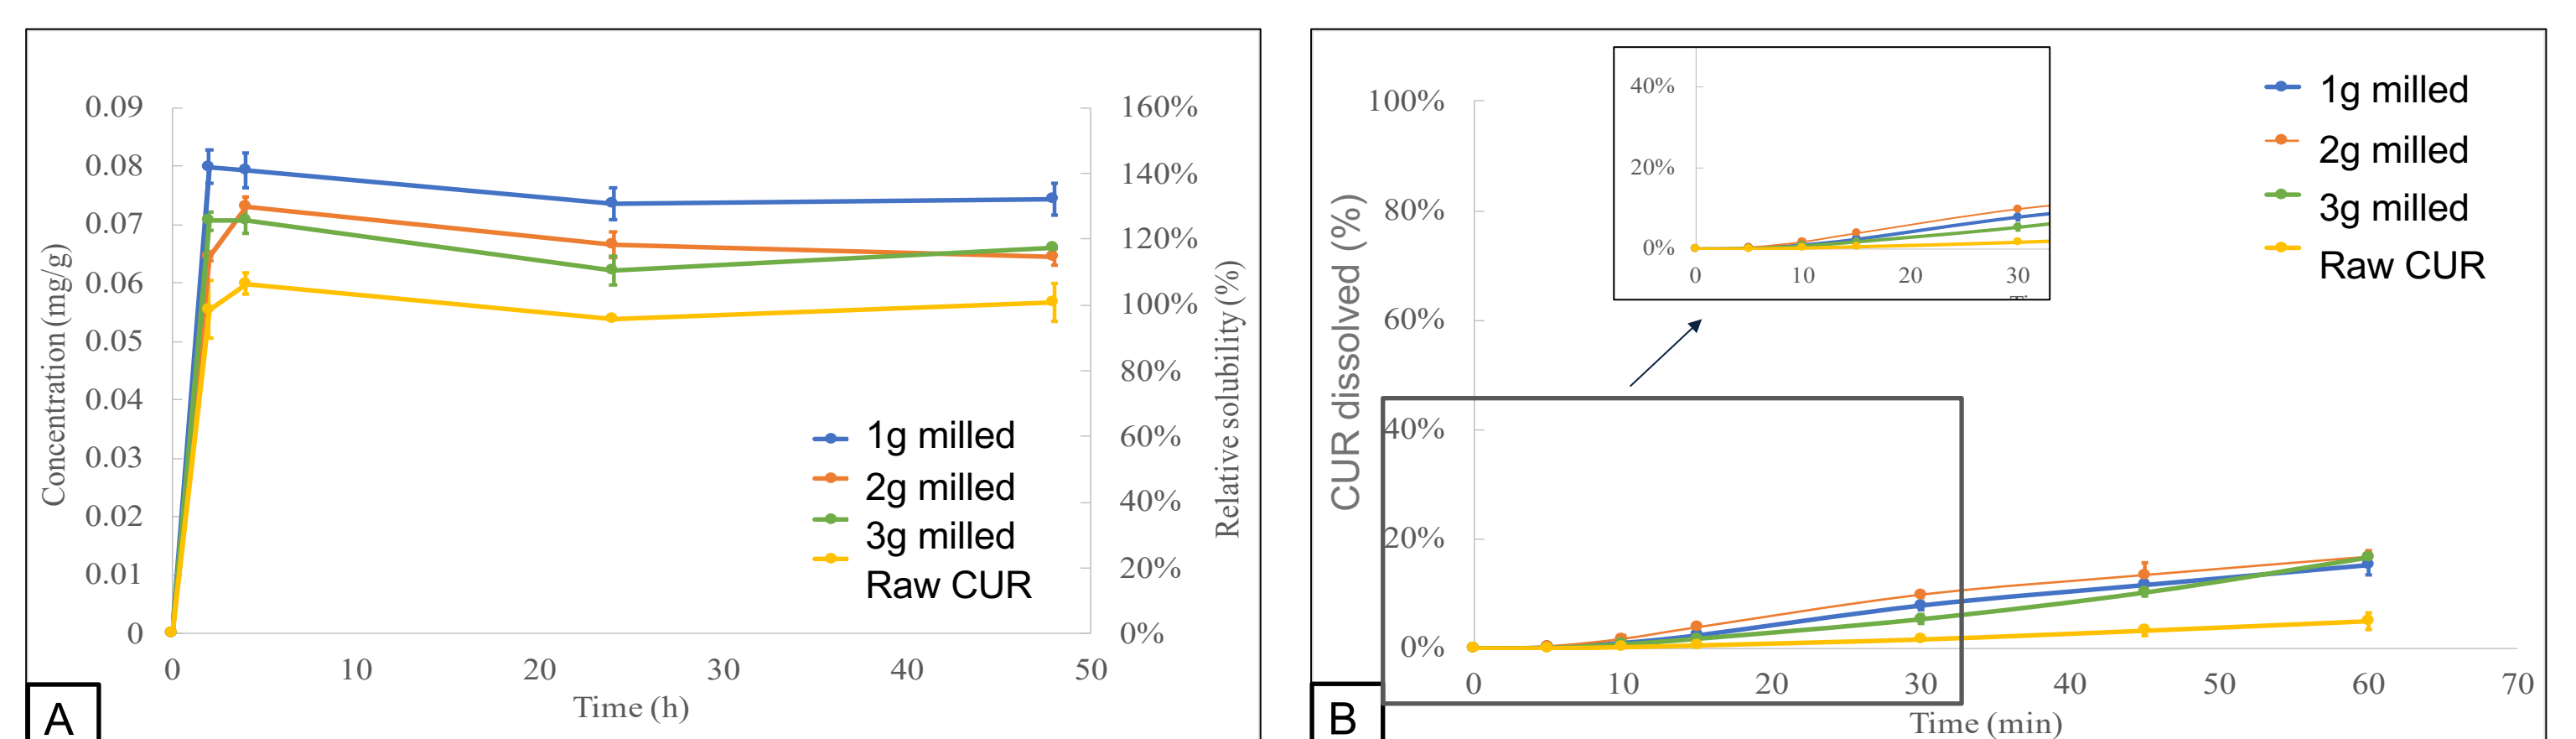 0.09
0.08
0.07
0.06
0.05
0.04
0.03
0.02
0.01
0
Concentration (mg/g)
160%
140%
120%
100%
80%
60%
40%
20%
0%
Relative solubility (%)
1g milled
2g milled
3g milled
Raw CUR
0 10 20 30 40 50
Time (h)
A
100%
80%
60%
40%
20%
0%
CUR dissolved (%)
40%
20%
0%
0 10 20 30
1g milled
2g milled
3g milled
Raw CUR
0 10 20 30 40 50 60 70
Time (min)
B